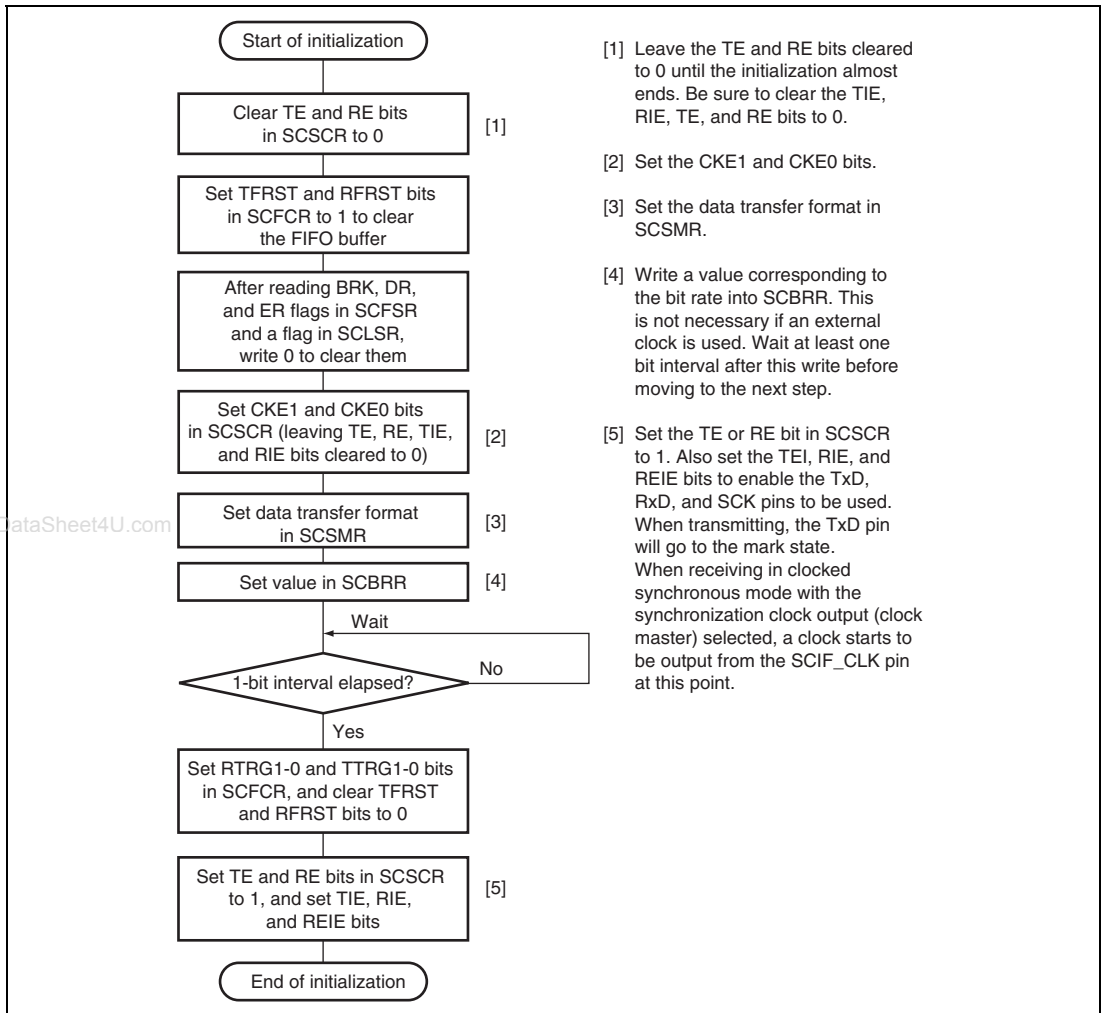 Start of initialization
Clear TE and RE bits
in SCSCR to 0
[1]
Set TFRST and RFRST bits
in SCFCR to 1 to clear
the FIFO buffer
After reading BRK, DR,
and ER flags in SCFSR
and a flag in SCLSR,
write 0 to clear them
Set CKE1 and CKE0 bits
in SCSCR (leaving TE, RE, TIE,
and RIE bits cleared to 0)
[2]
Set data transfer format
in SCSMR
[3]
Set value in SCBRR
[4]
Wait
1-bit interval elapsed?
No
Yes
Set RTRG1-0 and TTRG1-0 bits
in SCFCR, and clear TFRST
and RFRST bits to 0
Set TE and RE bits in SCSCR
to 1, and set TIE, RIE,
and REIE bits
[5]
End of initialization
[1] Leave the TE and RE bits cleared
to 0 until the initialization almost
ends. Be sure to clear the TIE,
RIE, TE, and RE bits to 0.
[2] Set the CKE1 and CKE0 bits.
[3] Set the data transfer format in
SCSMR.
[4] Write a value corresponding to
the bit rate into SCBRR. This
is not necessary if an external
clock is used. Wait at least one
bit interval after this write before
moving to the next step.
[5] Set the TE or RE bit in SCSCR
to 1. Also set the TEI, RIE, and
REIE bits to enable the TxD,
RxD, and SCK pins to be used.
When transmitting, the TxD pin
will go to the mark state.
When receiving in clocked
synchronous mode with the
synchronization clock output (clock
master) selected, a clock starts to
be output from the SCIF_CLK pin
at this point.
DataSheet4U.com